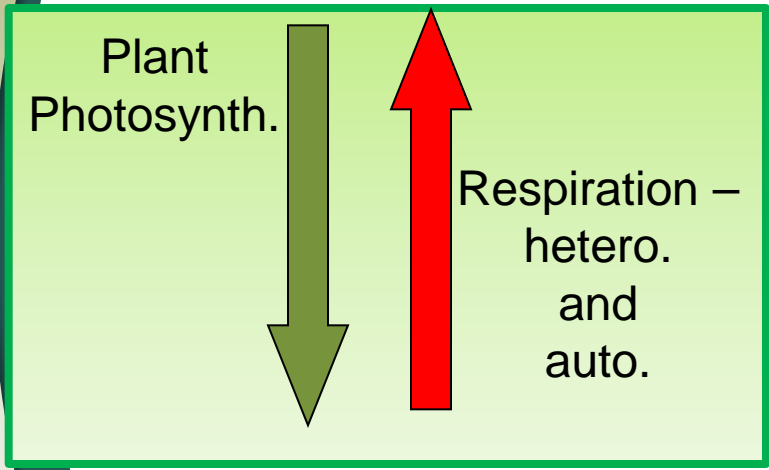 Plant
Photosynth.
Respiration –
hetero.
and
auto.